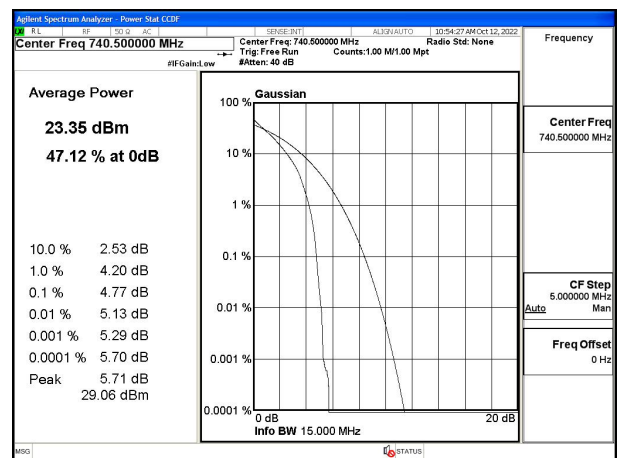 Agilent Spectrum Analyzer - Power Stat CCDF
RL RF 50 Ω AC SENSE:INT ALIGN AUTO 10:54:27 AM Oct 12, 2022
Center Freq 740.500000 MHz
Center Freq: 740.500000 MHz Radio Std: None
Trig: Free Run Counts:1.00 M/1.00 Mpt
#IFGain:Low #Atten: 40 dB
Frequency
Average Power
23.35 dBm
47.12 % at 0dB
10.0 % 2.53 dB
1.0 % 4.20 dB
0.1 % 4.77 dB
0.01 % 5.13 dB
0.001 % 5.29 dB
0.0001 % 5.70 dB
Peak 5.71 dB
29.06 dBm
Gaussian
100 %
10 %
1 %
0.1 %
0.01 %
0.001 %
0.0001 %
0 dB 20 dB
Info BW 15.000 MHz
Center Freq
740.500000 MHz
CF Step
5.000000 MHz
Auto Man
Freq Offset
0 Hz
MSG STATUS